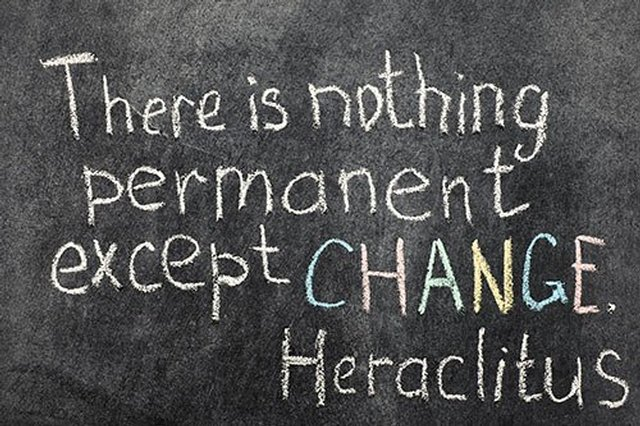 There is nothing
permanent
except CHANGE.
Heraclitus